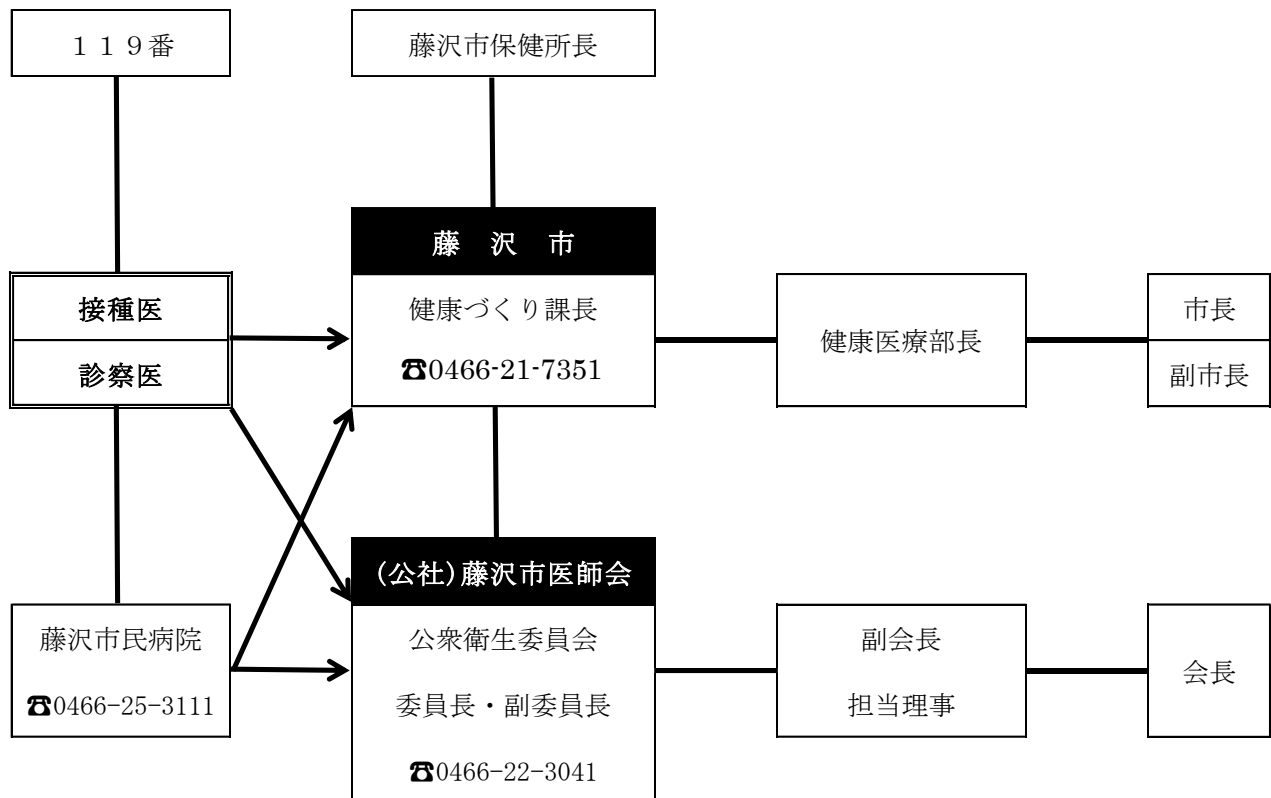 １１９番
藤沢市保健所長
藤　沢　市
接種医
診察医
健康づくり課長
☎0466-21-7351
健康医療部長
市長
副市長
(公社)藤沢市医師会
藤沢市民病院
☎0466-25-3111
公衆衛生委員会
委員長・副委員長
☎0466-22-3041
副会長
担当理事
会長